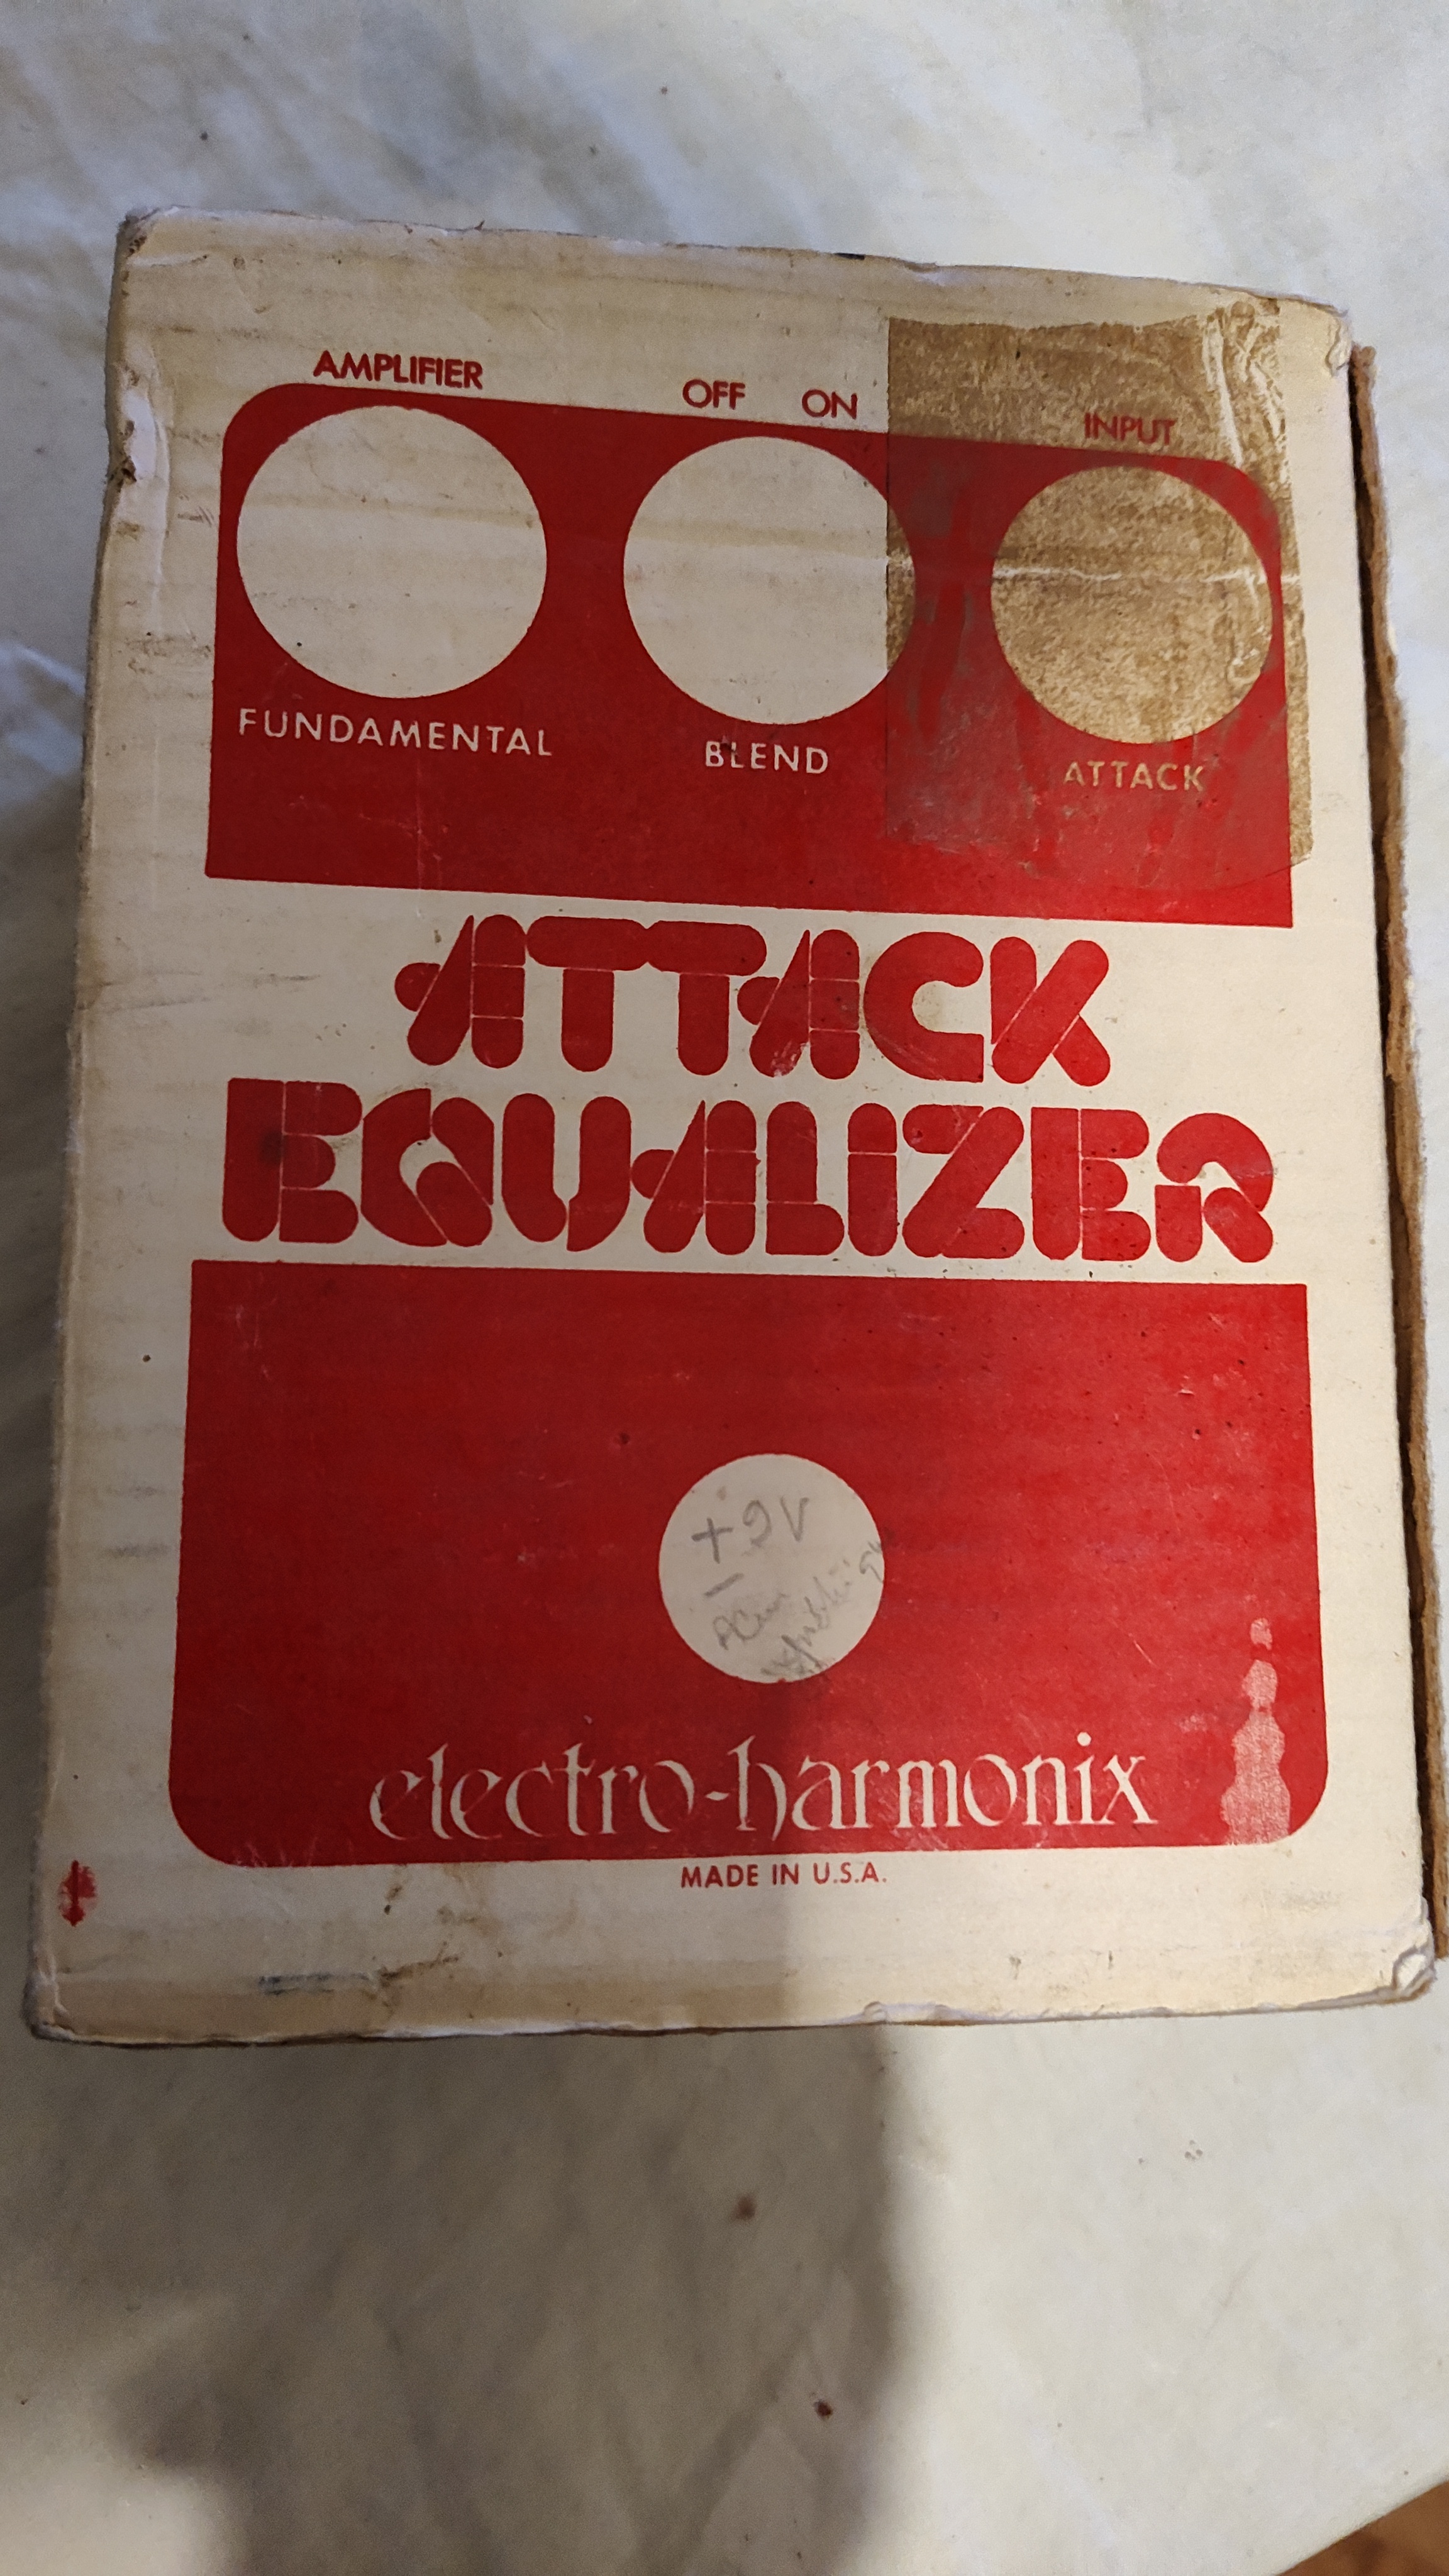 AMPLIFIER OFF ON INPUT
FUNDAMENTAL BLEND ATTACK
ATTACK
EQUALIZER
+9V
−
electro-harmonix
MADE IN U.S.A.